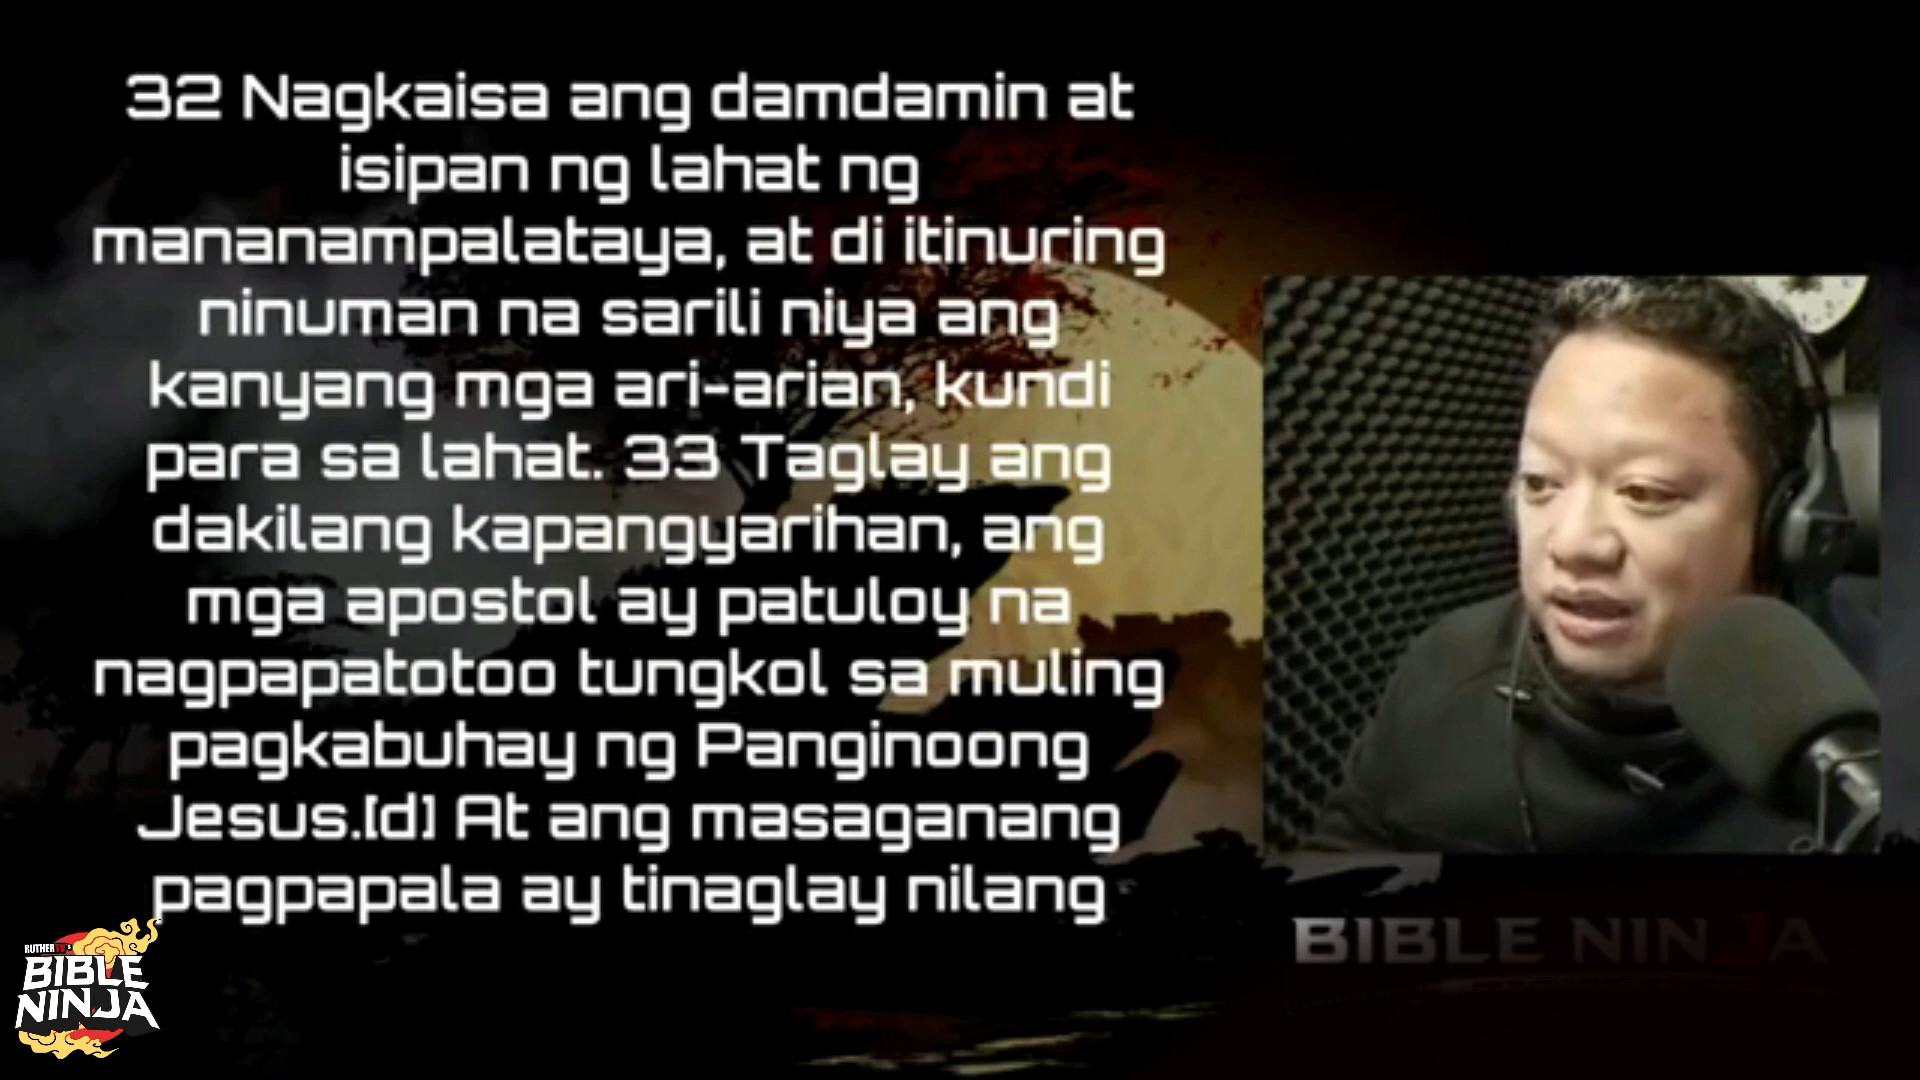 32 Nagkaisa ang damdamin at
isipan ng lahat ng
mananampalataya, at di itinuring
ninuman na sarili niya ang
kanyang mga ari-arian, kundi
para sa lahat. 33 Taglay ang
dakilang kapangyarihan, ang
mga apostol ay patuloy na
nagpapatotoo tungkol sa muling
pagkabuhay ng Panginoong
Jesus.[d] At ang masaganang
pagpapala ay tinaglay nilang
RUTHERTV's
BIBLE
NINJA
BIBLE NINJA